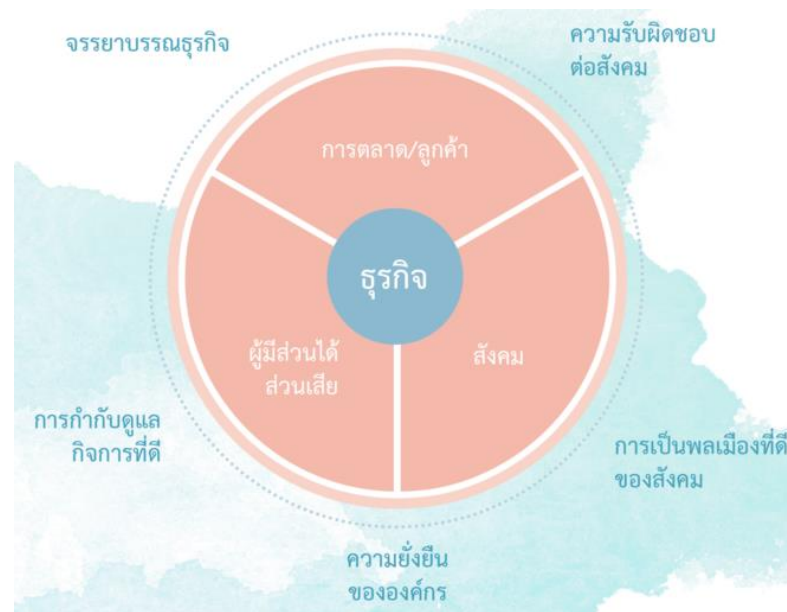 จรรยาบรรณธุรกิจ
ความรับผิดชอบ
ต่อสังคม
การตลาด/ลูกค้า
ธุรกิจ
ผู้มีส่วนได้
ส่วนเสีย
สังคม
การกำกับดูแล
กิจการที่ดี
การเป็นพลเมืองที่ดี
ของสังคม
ความยั่งยืน
ขององค์กร